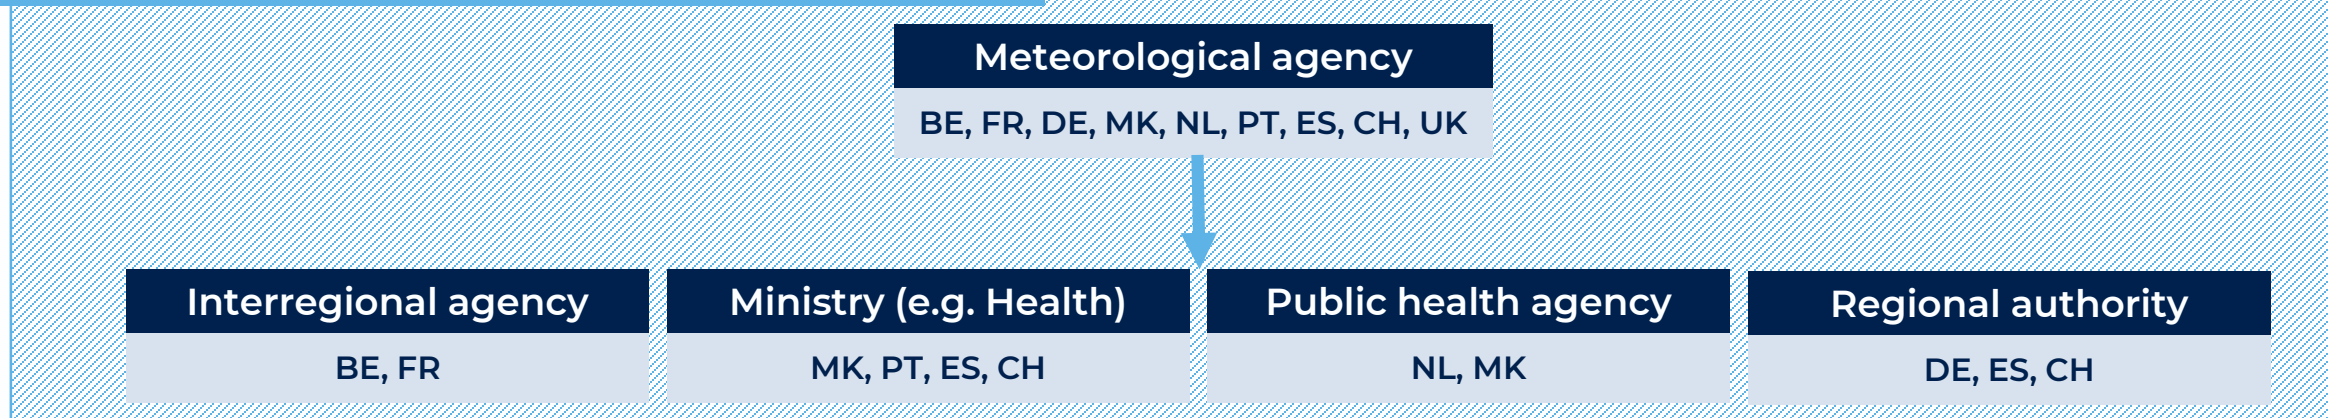 Meteorological agency
BE, FR, DE, MK, NL, PT, ES, CH, UK
Interregional agency
BE, FR
Ministry (e.g. Health)
MK, PT, ES, CH
Public health agency
NL, MK
Regional authority
DE, ES, CH